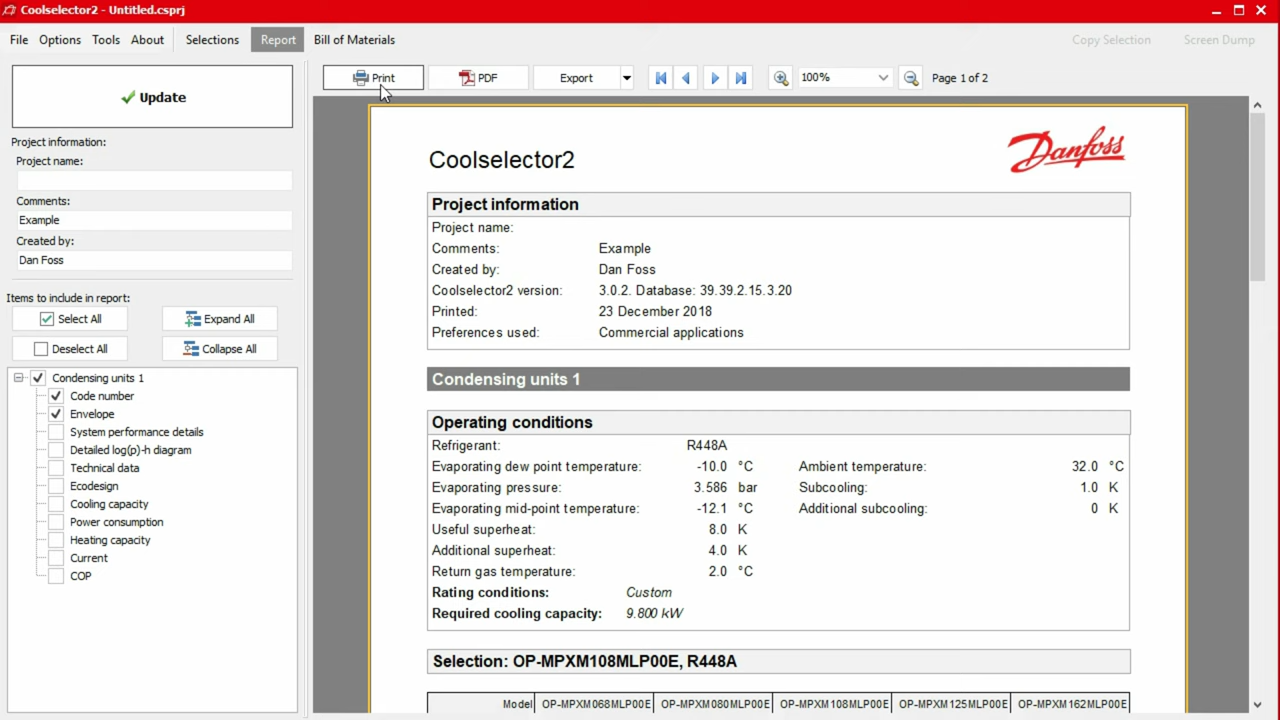 Coolselector2 - Untitled.csprj
File Options Tools About Selections Report Bill of Materials Copy Selection Screen Dump
Update
Print PDF Export 100% Page 1 of 2
Project information:
Project name:
Comments:
Example
Created by:
Dan Foss
Items to include in report:
Select All Expand All
Deselect All Collapse All
Condensing units 1
Code number
Envelope
System performance details
Detailed log(p)-h diagram
Technical data
Ecodesign
Cooling capacity
Power consumption
Heating capacity
Current
COP
Coolselector2
Danfoss
Project information
Project name:
Comments: Example
Created by: Dan Foss
Coolselector2 version: 3.0.2. Database: 39.39.2.15.3.20
Printed: 23 December 2018
Preferences used: Commercial applications
Condensing units 1
Operating conditions
Refrigerant: R448A
Evaporating dew point temperature: -10.0 °C Ambient temperature: 32.0 °C
Evaporating pressure: 3.586 bar Subcooling: 1.0 K
Evaporating mid-point temperature: -12.1 °C Additional subcooling: 0 K
Useful superheat: 8.0 K
Additional superheat: 4.0 K
Return gas temperature: 2.0 °C
Rating conditions: Custom
Required cooling capacity: 9.800 kW
Selection: OP-MPXM108MLP00E, R448A
Model OP-MPXM068MLP00E OP-MPXM080MLP00E OP-MPXM108MLP00E OP-MPXM125MLP00E OP-MPXM162MLP00E